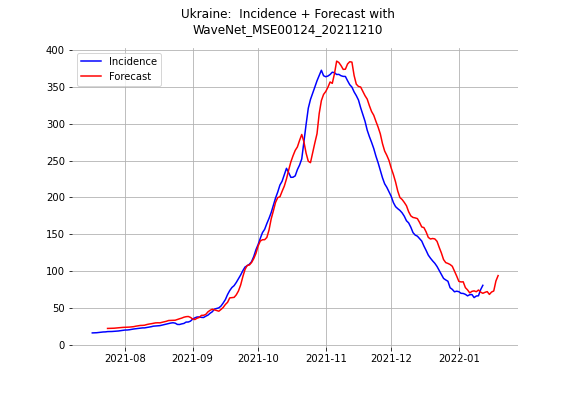 Ukraine:  Incidence + Forecast with
WaveNet_MSE00124_20211210
Incidence
Forecast
400
350
300
250
200
150
100
50
0
2021-08 2021-09 2021-10 2021-11 2021-12 2022-01